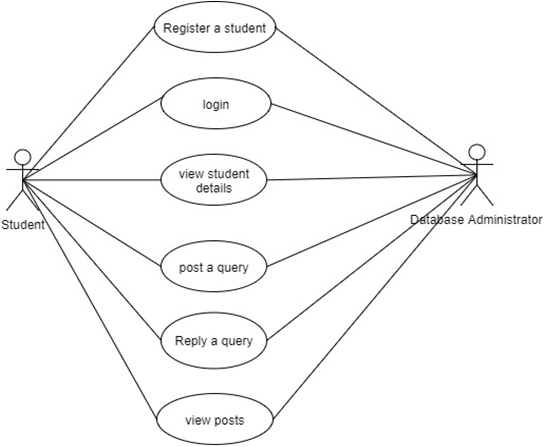 Register a student
login
view student
details
Student
Database Administrator
post a query
Reply a query
view posts